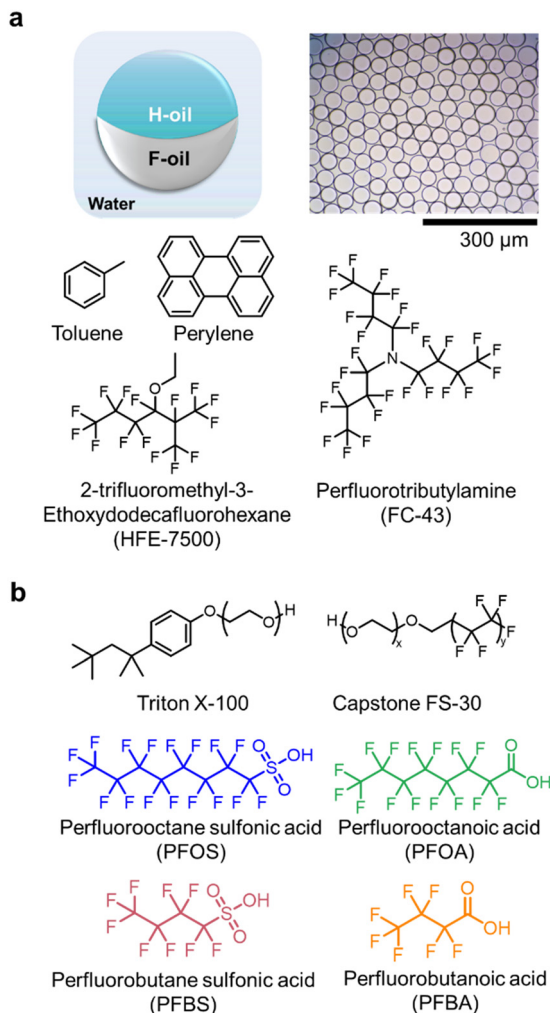 a
H-oil
F-oil
Water
300 µm
Toluene
Perylene
2-trifluoromethyl-3-
Ethoxydodecafluorohexane
(HFE-7500)
Perfluorotributylamine
(FC-43)
b
Triton X-100
Capstone FS-30
Perfluorooctane sulfonic acid
(PFOS)
Perfluorooctanoic acid
(PFOA)
Perfluorobutane sulfonic acid
(PFBS)
Perfluorobutanoic acid
(PFBA)